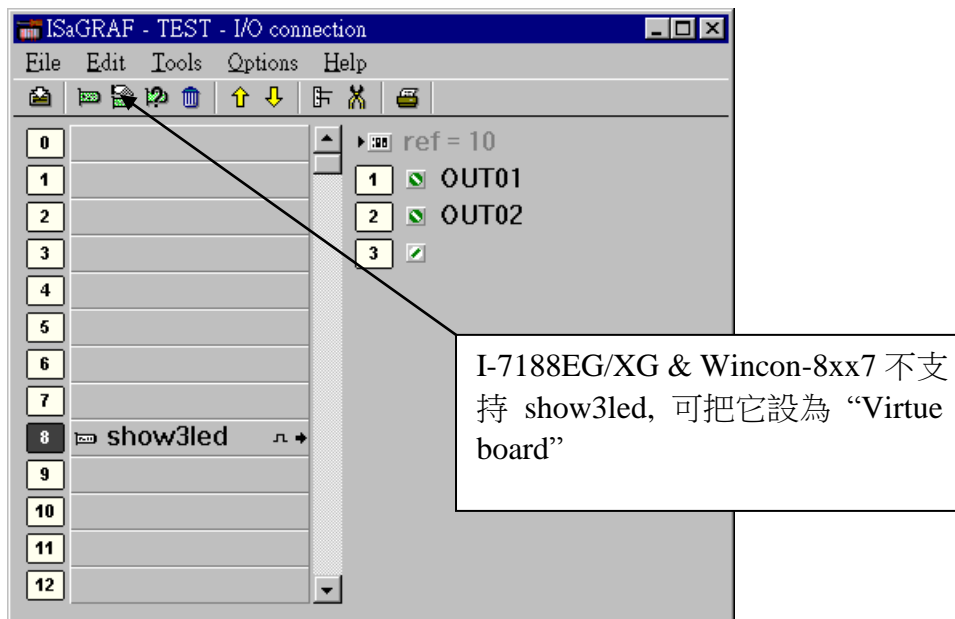 ISaGRAF - TEST - I/O connection
File Edit Tools Options Help
0
1
2
3
4
5
6
7
8 show3led
9
10
11
12
ref = 10
1 OUT01
2 OUT02
3
I-7188EG/XG & Wincon-8xx7 不支
持 show3led, 可把它設為 “Virtue
board”